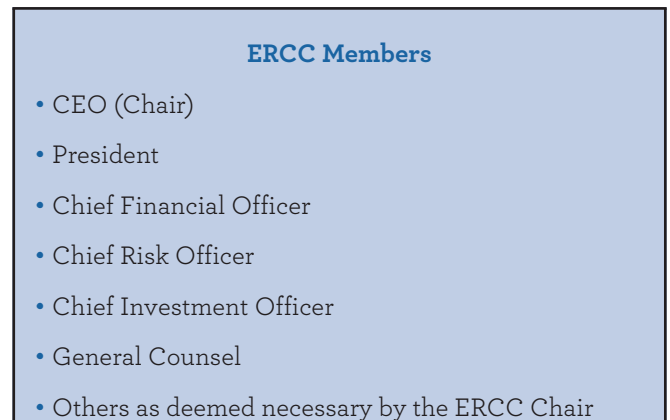 ERCC Members
• CEO (Chair)
• President
• Chief Financial Officer
• Chief Risk Officer
• Chief Investment Officer
• General Counsel
• Others as deemed necessary by the ERCC Chair